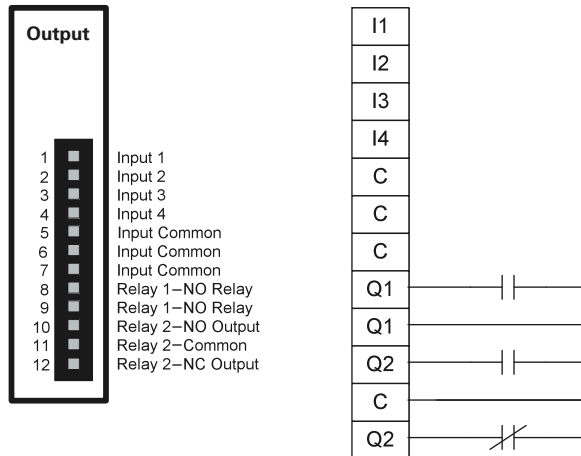 Output
1 Input 1
2 Input 2
3 Input 3
4 Input 4
5 Input Common
6 Input Common
7 Input Common
8 Relay 1–NO Relay
9 Relay 1–NO Relay
10 Relay 2–NO Output
11 Relay 2–Common
12 Relay 2–NC Output
I1
I2
I3
I4
C
C
C
Q1
Q1
Q2
C
Q2